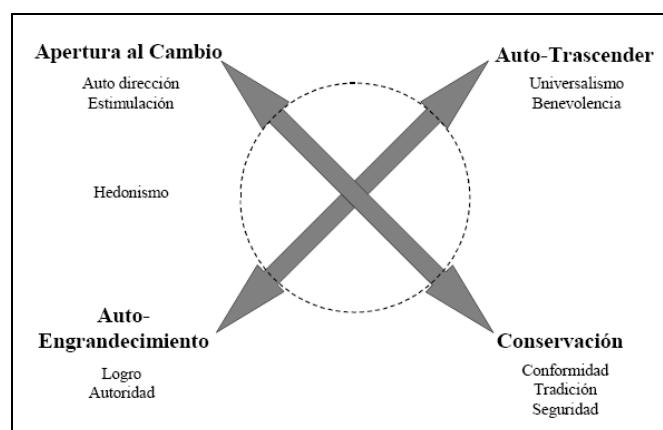 Apertura al Cambio
Auto dirección
Estimulación
Auto-Trascender
Universalismo
Benevolencia
Hedonismo
Auto-
Engrandecimiento
Logro
Autoridad
Conservación
Conformidad
Tradición
Seguridad